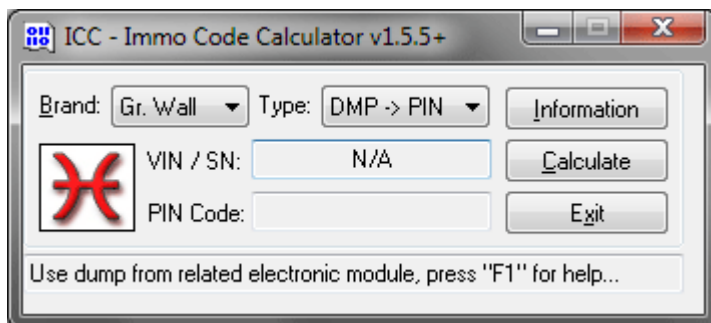 ICC - Immo Code Calculator v1.5.5+
Brand: Gr. Wall Type: DMP -> PIN Information
VIN / SN: N/A Calculate
PIN Code: Exit
Use dump from related electronic module, press "F1" for help...